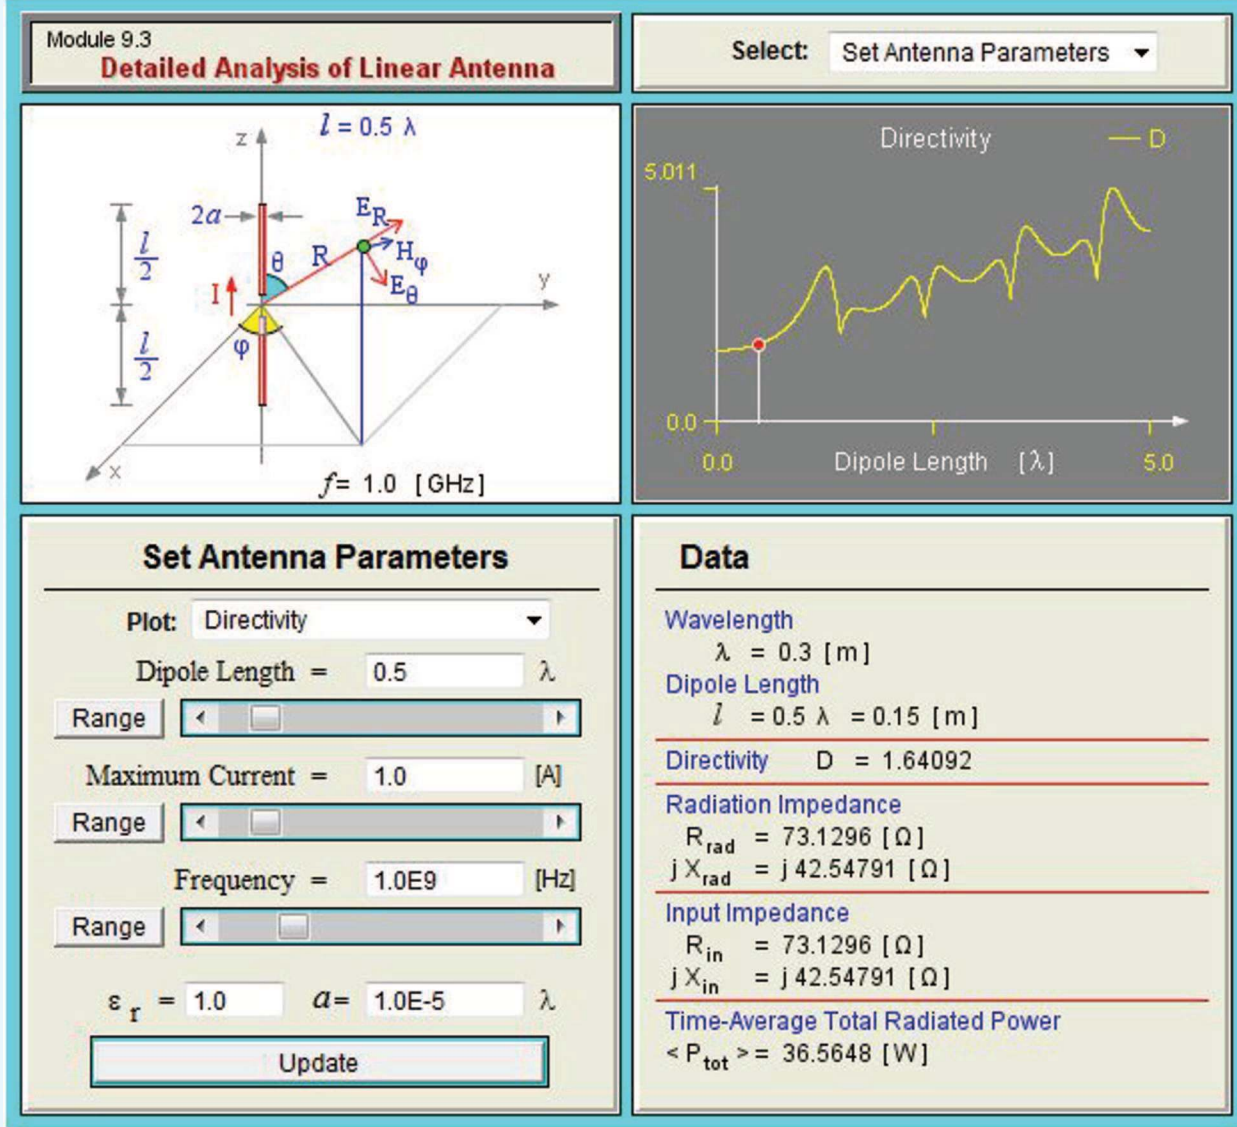 Module 9.3
Detailed Analysis of Linear Antenna
Select: Set Antenna Parameters
l = 0.5 λ
z
2a
l
2
θ
R
E_R
H_φ
E_θ
I
y
l
2
φ
x
f= 1.0 [GHz]
Directivity
D
5.011
0.0
0.0
Dipole Length [λ]
5.0
Set Antenna Parameters
Plot: Directivity
Dipole Length = 0.5 λ
Range
Maximum Current = 1.0 [A]
Range
Frequency = 1.0E9 [Hz]
Range
ε_r = 1.0 a= 1.0E-5 λ
Update
Data
Wavelength
λ = 0.3 [m]
Dipole Length
l = 0.5 λ = 0.15 [m]
Directivity D = 1.64092
Radiation Impedance
R_rad = 73.1296 [Ω]
j X_rad = j 42.54791 [Ω]
Input Impedance
R_in = 73.1296 [Ω]
j X_in = j 42.54791 [Ω]
Time-Average Total Radiated Power
< P_tot > = 36.5648 [W]